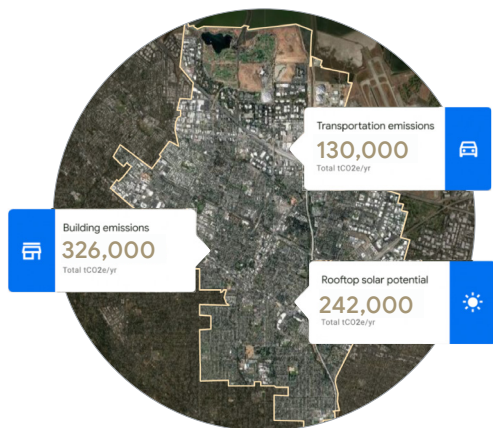 Transportation emissions
130,000
Total tCO2e/yr
Building emissions
326,000
Total tCO2e/yr
Rooftop solar potential
242,000
Total tCO2e/yr